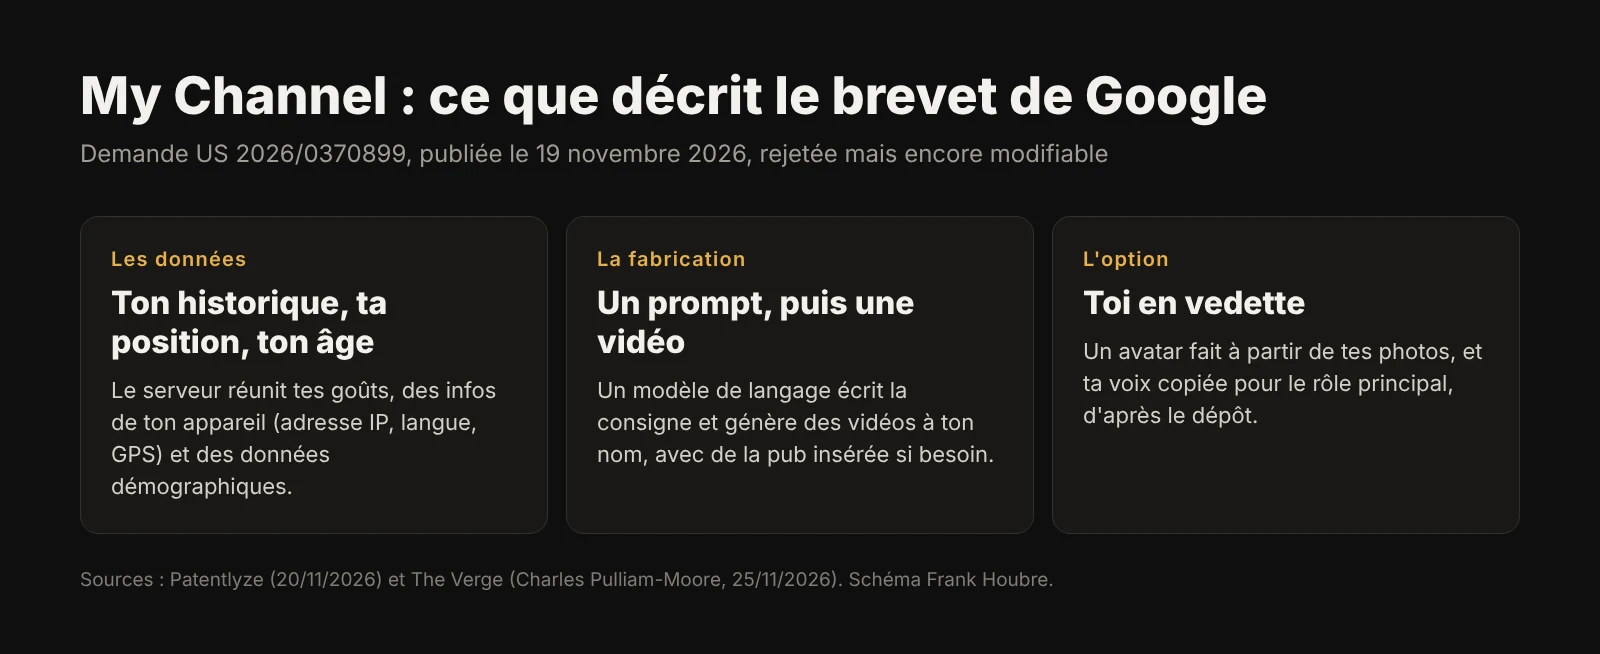 My Channel : ce que décrit le brevet de Google
Demande US 2026/0370899, publiée le 19 novembre 2026, rejetée mais encore modifiable
Les données
Ton historique, ta
position, ton âge
Le serveur réunit tes goûts, des infos
de ton appareil (adresse IP, langue,
GPS) et des données
démographiques.
La fabrication
Un prompt, puis une
vidéo
Un modèle de langage écrit la
consigne et génère des vidéos à ton
nom, avec de la pub insérée si besoin.
L'option
Toi en vedette
Un avatar fait à partir de tes photos, et
ta voix copiée pour le rôle principal,
d'après le dépôt.
Sources : Patentlyze (20/11/2026) et The Verge (Charles Pulliam-Moore, 25/11/2026). Schéma Frank Houbre.